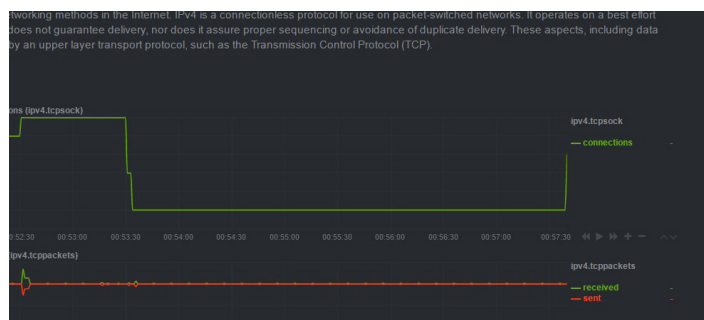 etworking methods in the Internet. IPv4 is a connectionless protocol for use on packet-switched networks. It operates on a best effort
does not guarantee delivery, nor does it assure proper sequencing or avoidance of duplicate delivery. These aspects, including data
by an upper layer transport protocol, such as the Transmission Control Protocol (TCP).
ons (ipv4.tcpsock)
ipv4.tcpsock
connections -
0:52:30 00:53:00 00:53:30 00:54:00 00:54:30 00:55:00 00:55:30 00:56:00 00:56:30 00:57:00 00:57:30
(ipv4.tcppackets)
ipv4.tcppackets
received -
sent -